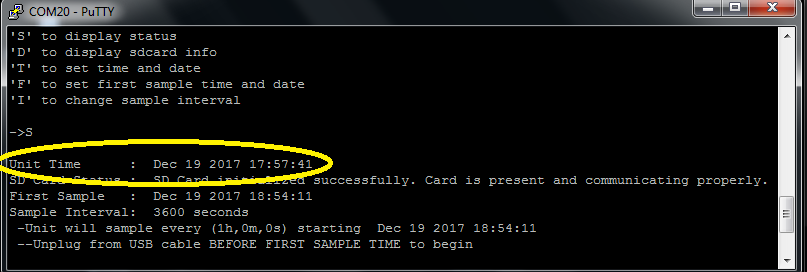 COM20 - PuTTY
'S' to display status
'D' to display sdcard info
'T' to set time and date
'F' to set first sample time and date
'I' to change sample interval
->S
Unit Time      :  Dec 19 2017 17:57:41
SD Card Status :  SD Card initialized successfully. Card is present and communicating properly.
First Sample   :  Dec 19 2017 18:54:11
Sample Interval:  3600 seconds
-Unit will sample every (1h,0m,0s) starting  Dec 19 2017 18:54:11
--Unplug from USB cable BEFORE FIRST SAMPLE TIME to begin